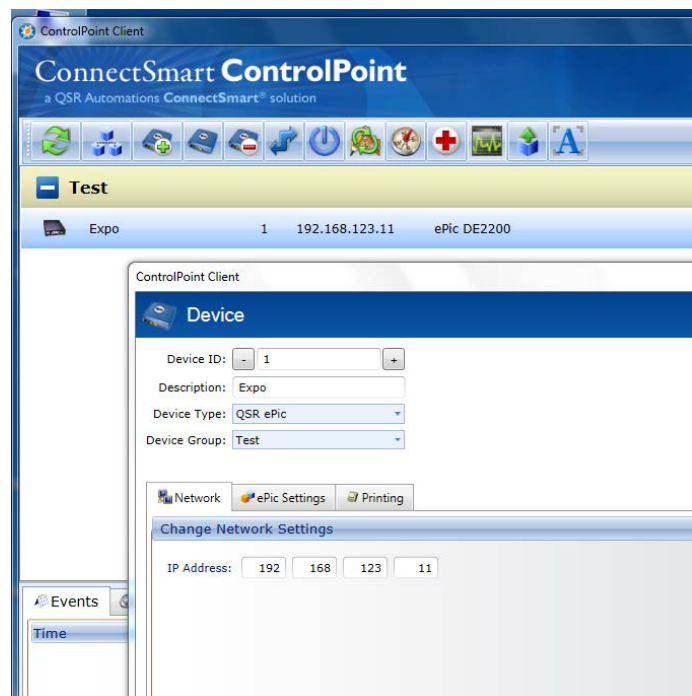 ControlPoint Client
ConnectSmart ControlPoint
a QSR Automations ConnectSmart® solution
A
Test
Expo 1 192.168.123.11 ePic DE2200
ControlPoint Client
Device
Device ID: - 1 +
Description: Expo
Device Type: QSR ePic
Device Group: Test
Network ePic Settings Printing
Change Network Settings
IP Address: 192 168 123 11
Events
Time